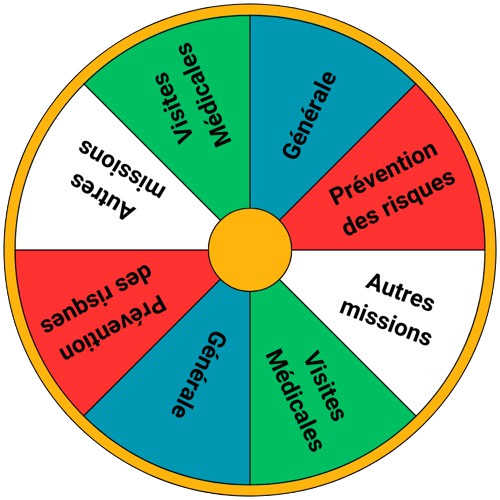 Générale
Prévention
des risques
Autres
missions
Visites
Médicales
Générale
Prévention
des risques
Autres
missions
Visites
Médicales